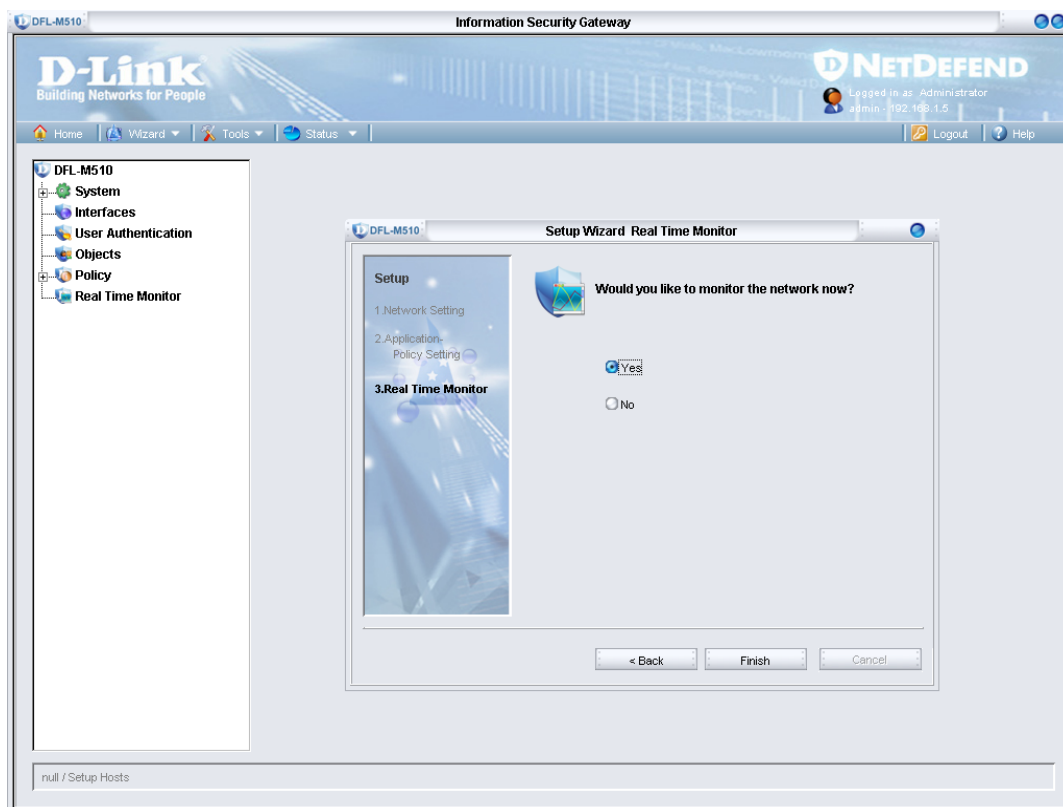 DFL-M510
Information Security Gateway
D-Link
Building Networks for People
NETDEFEND
Logged in as Administrator
admin - 192.168.1.5
Home
Wizard
Tools
Status
Logout
Help
DFL-M510
System
Interfaces
User Authentication
Objects
Policy
Real Time Monitor
DFL-M510
Setup Wizard Real Time Monitor
Setup
1.Network Setting
2.Application-
Policy Setting
3.Real Time Monitor
Would you like to monitor the network now?
Yes
No
< Back
Finish
Cancel
null / Setup Hosts